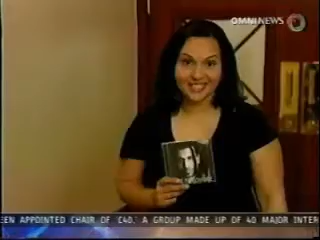 OMNINEWS
EEN APPOINTED CHAIR OF 'C40,' A GROUP MADE UP OF 40 MAJOR INTER